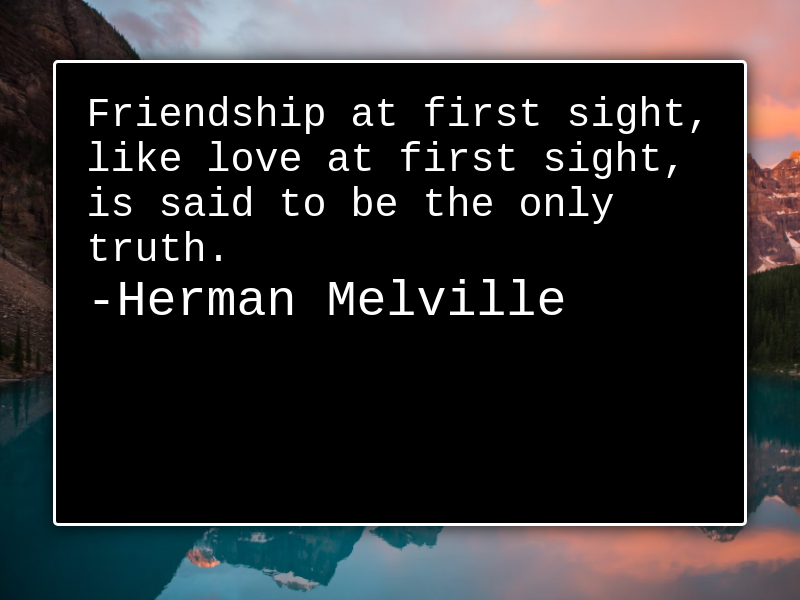 Friendship at first sight,
like love at first sight,
is said to be the only
truth.
-Herman Melville